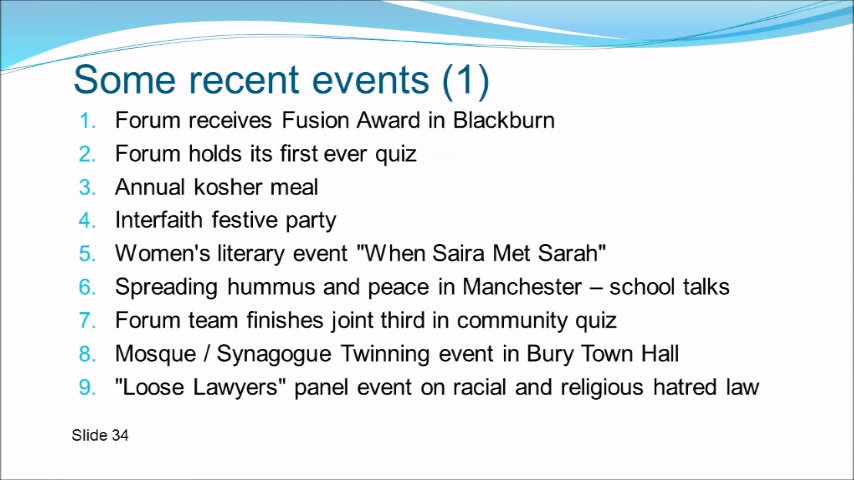 Some recent events (1)
1. Forum receives Fusion Award in Blackburn
2. Forum holds its first ever quiz
3. Annual kosher meal
4. Interfaith festive party
5. Women's literary event "When Saira Met Sarah"
6. Spreading hummus and peace in Manchester – school talks
7. Forum team finishes joint third in community quiz
8. Mosque / Synagogue Twinning event in Bury Town Hall
9. "Loose Lawyers" panel event on racial and religious hatred law
Slide 34